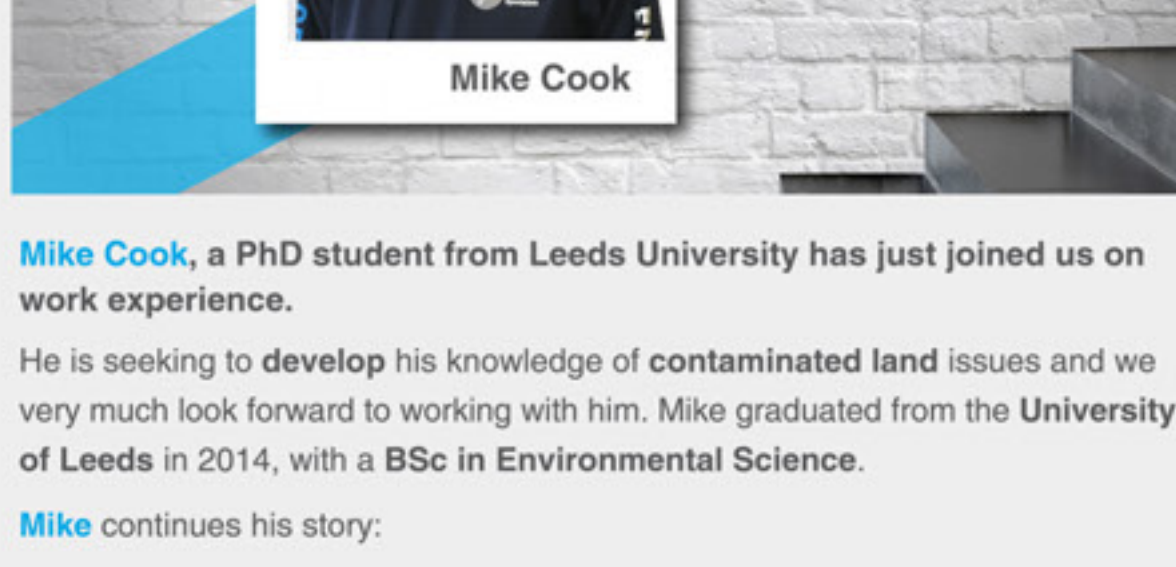 Mike Cook
Mike Cook, a PhD student from Leeds University has just joined us on
work experience.
He is seeking to develop his knowledge of contaminated land issues and we
very much look forward to working with him. Mike graduated from the University
of Leeds in 2014, with a BSc in Environmental Science.
Mike continues his story: